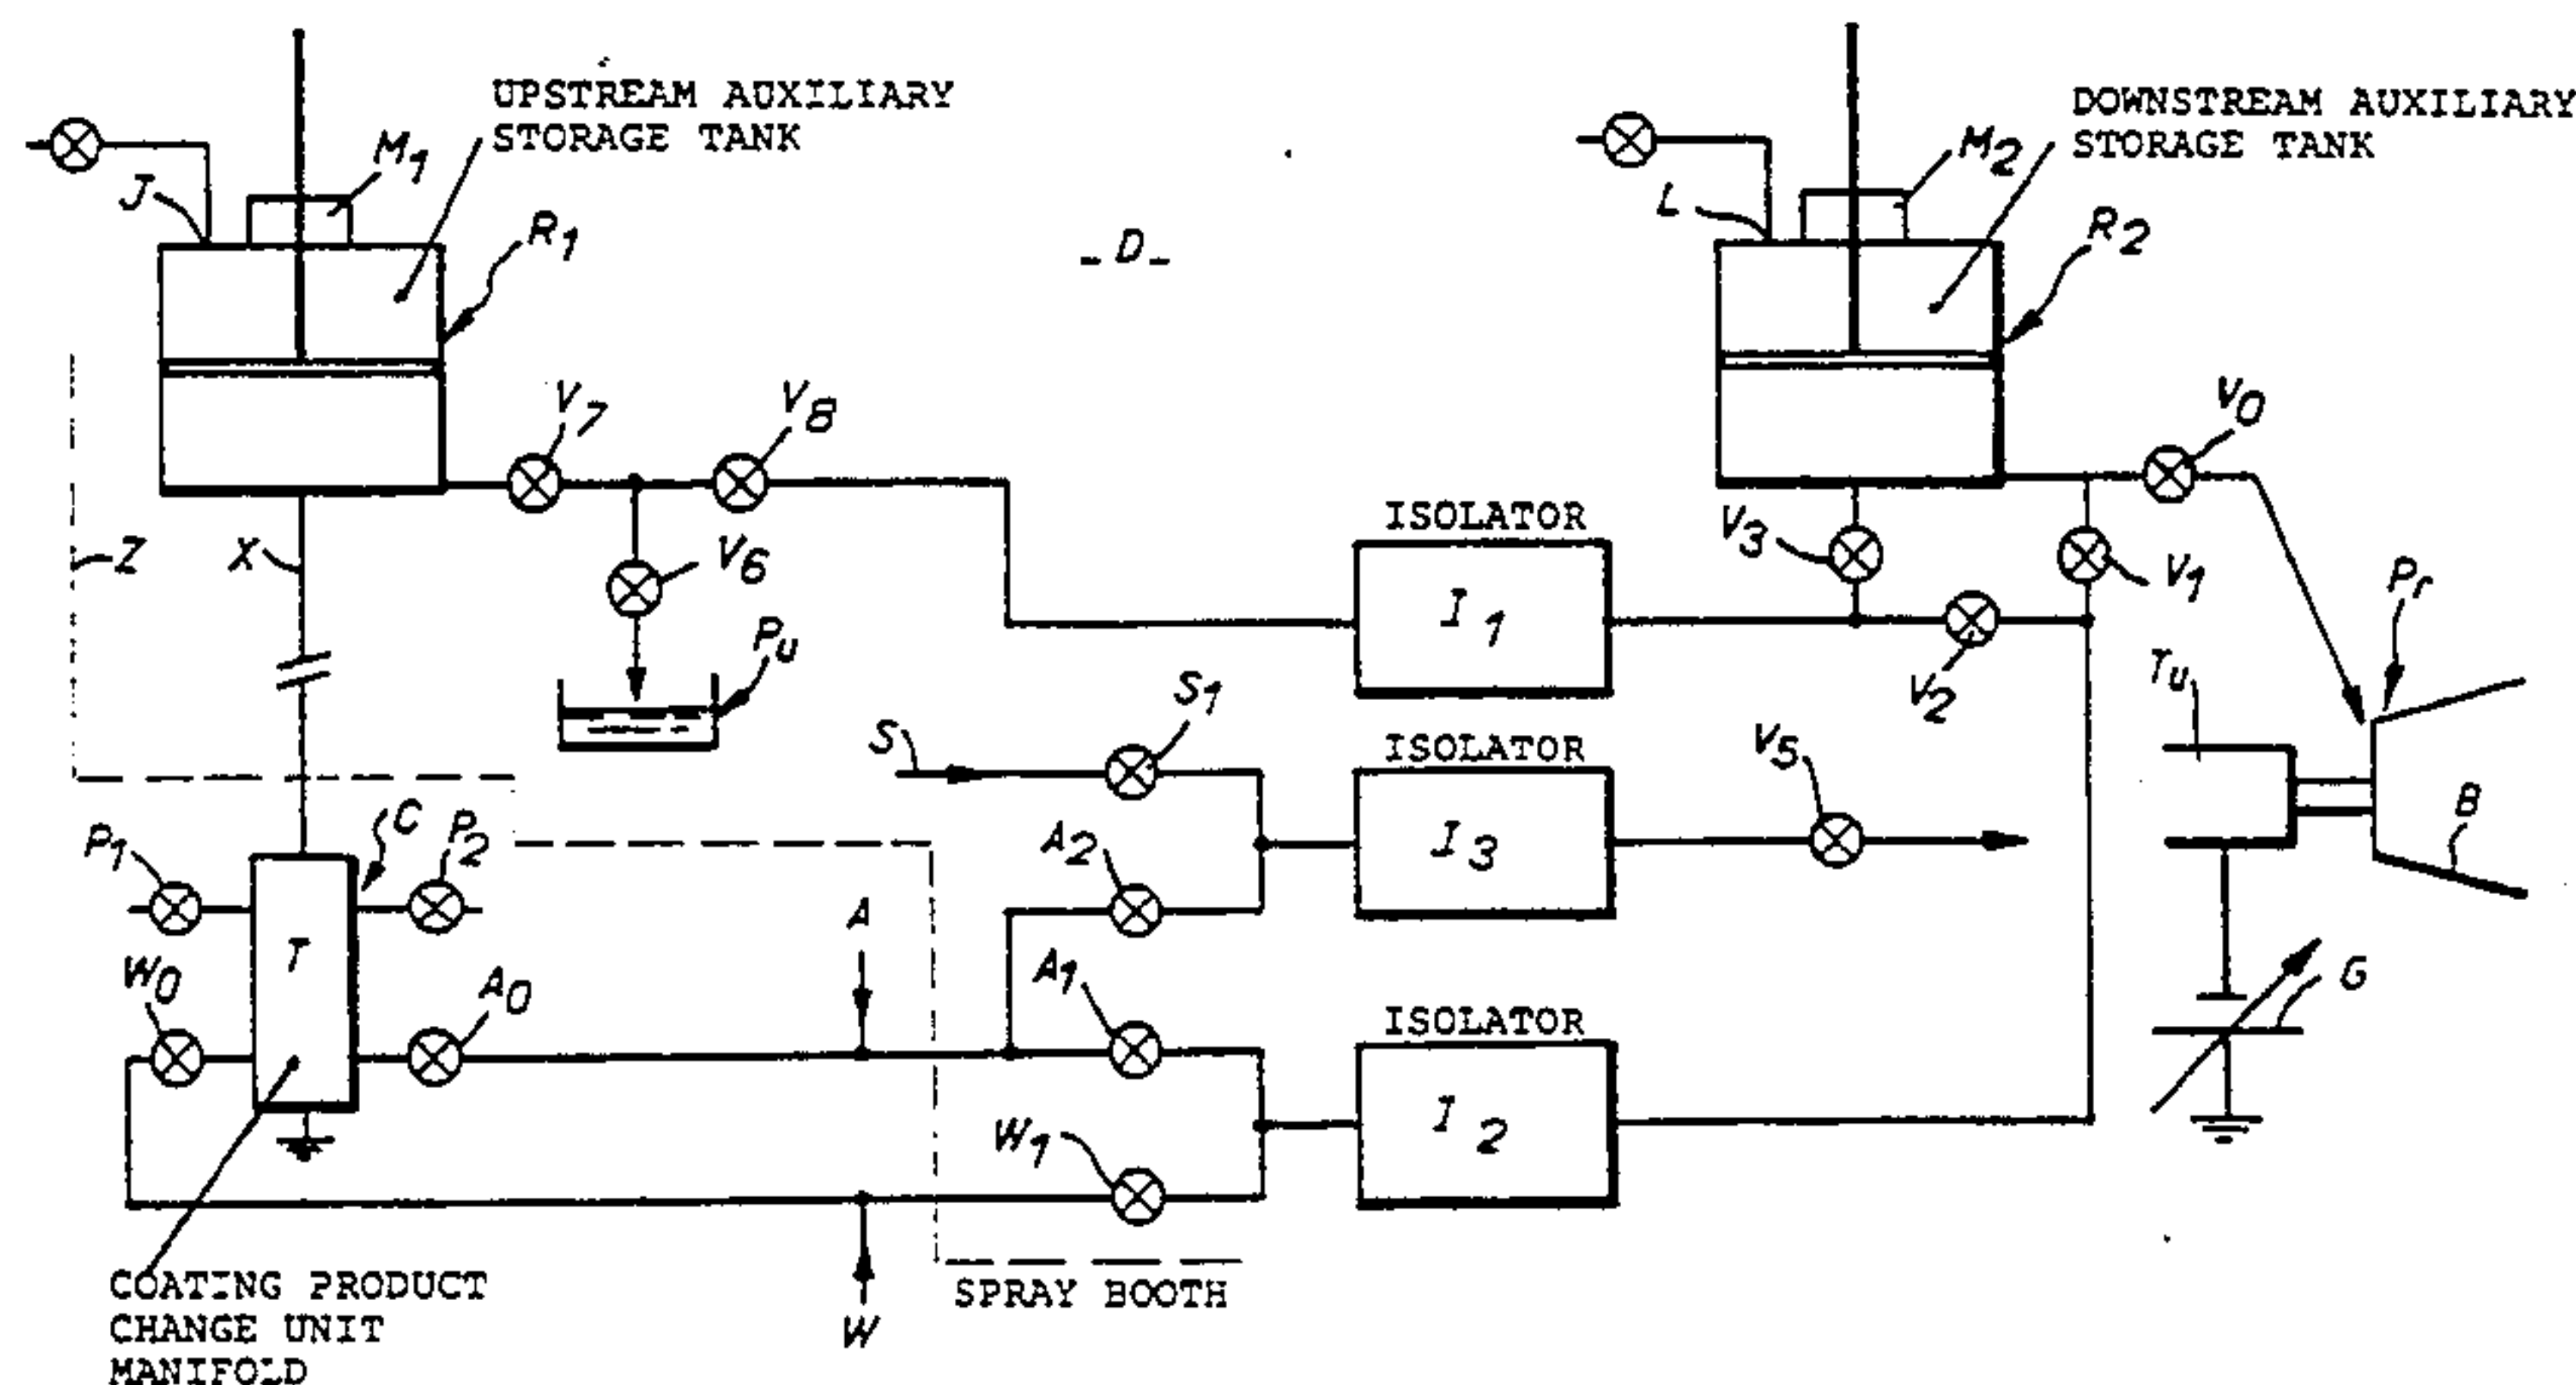 UPSTREAM AUXILIARY
STORAGE TANK
DOWNSTREAM AUXILIARY
STORAGE TANK
M1
M2
J
L
R1
- D -
R2
V7
V8
V0
Z
X
V6
ISOLATOR
V3
V1
I1
Pu
Pr
V2
Tu
S
S1
ISOLATOR
V5
C
P1
P2
A2
I3
B
T
A
W0
A0
A1
ISOLATOR
G
W1
I2
COATING PRODUCT
CHANGE UNIT
MANIFOLD
SPRAY BOOTH
W